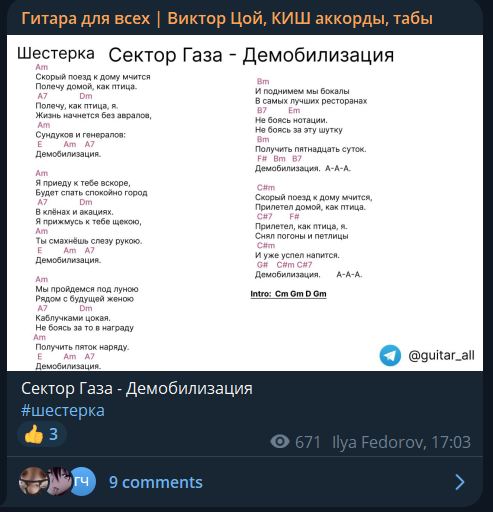 Гитара для всех | Виктор Цой, КИШ аккорды, табы
Шестерка Сектор Газа - Демобилизация
Am
Скорый поезд к дому мчится
Полечу домой, как птица.
A7 Dm
Полечу, как птица, я.
Жизнь начнется без авралов,
Am
Сундуков и генералов:
E Am A7
Демобилизация.
Am
Я приеду к тебе вскоре,
Будет спать спокойно город
A7 Dm
В клёнах и акациях.
Я прижмусь к тебе щекою,
Am
Ты смахнёшь слезу рукою.
E Am A7
Демобилизация.
Am
Мы пройдемся под луною
Рядом с будущей женою
A7 Dm
Каблучками цокая.
Не боясь за то в награду
Am
Получить пяток наряду.
E Am A7
Демобилизация.
Bm
И поднимем мы бокалы
В самых лучших ресторанах
B7 Em
Не боясь нотации.
Не боясь за эту шутку
Bm
Получить пятнадцать суток.
F# Bm B7
Демобилизация. А-А-А.
C#m
Скорый поезд к дому мчится,
Прилетел домой, как птица.
C#7 F#
Прилетел, как птица, я.
Снял погоны и петлицы
C#m
И уже успел напится.
G# C#m C#7
Демобилизация. А-А-А.
Intro: Cm Gm D Gm
@guitar_all
Сектор Газа - Демобилизация
#шестерка
3
671 Ilya Fedorov, 17:03
ГЧ 9 comments